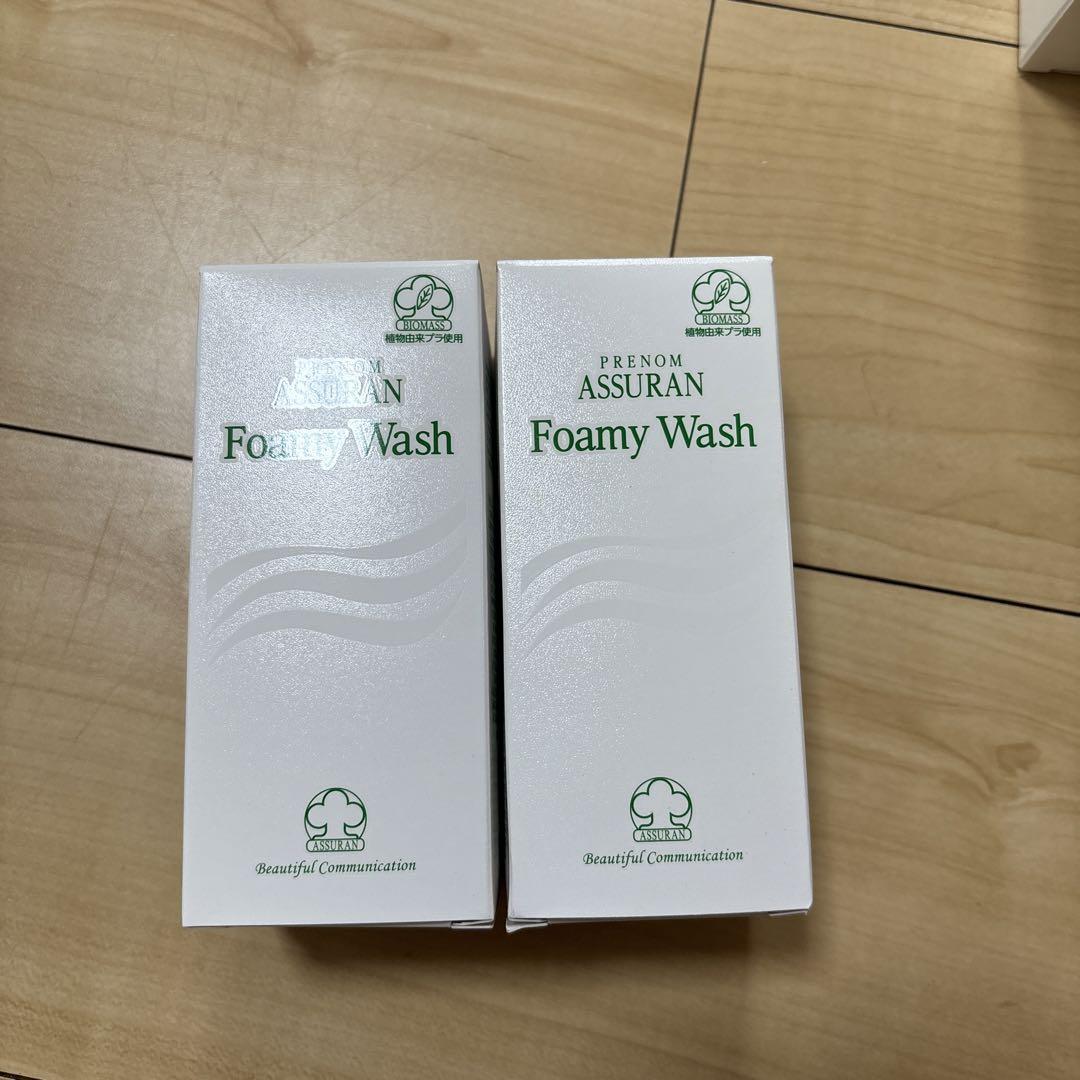 BIOMASS
植物由来プラ使用
PRENOM
ASSURAN
Foamy Wash
ASSURAN
Beautiful Communication
BIOMASS
植物由来プラ使用
PRENOM
ASSURAN
Foamy Wash
ASSURAN
Beautiful Communication